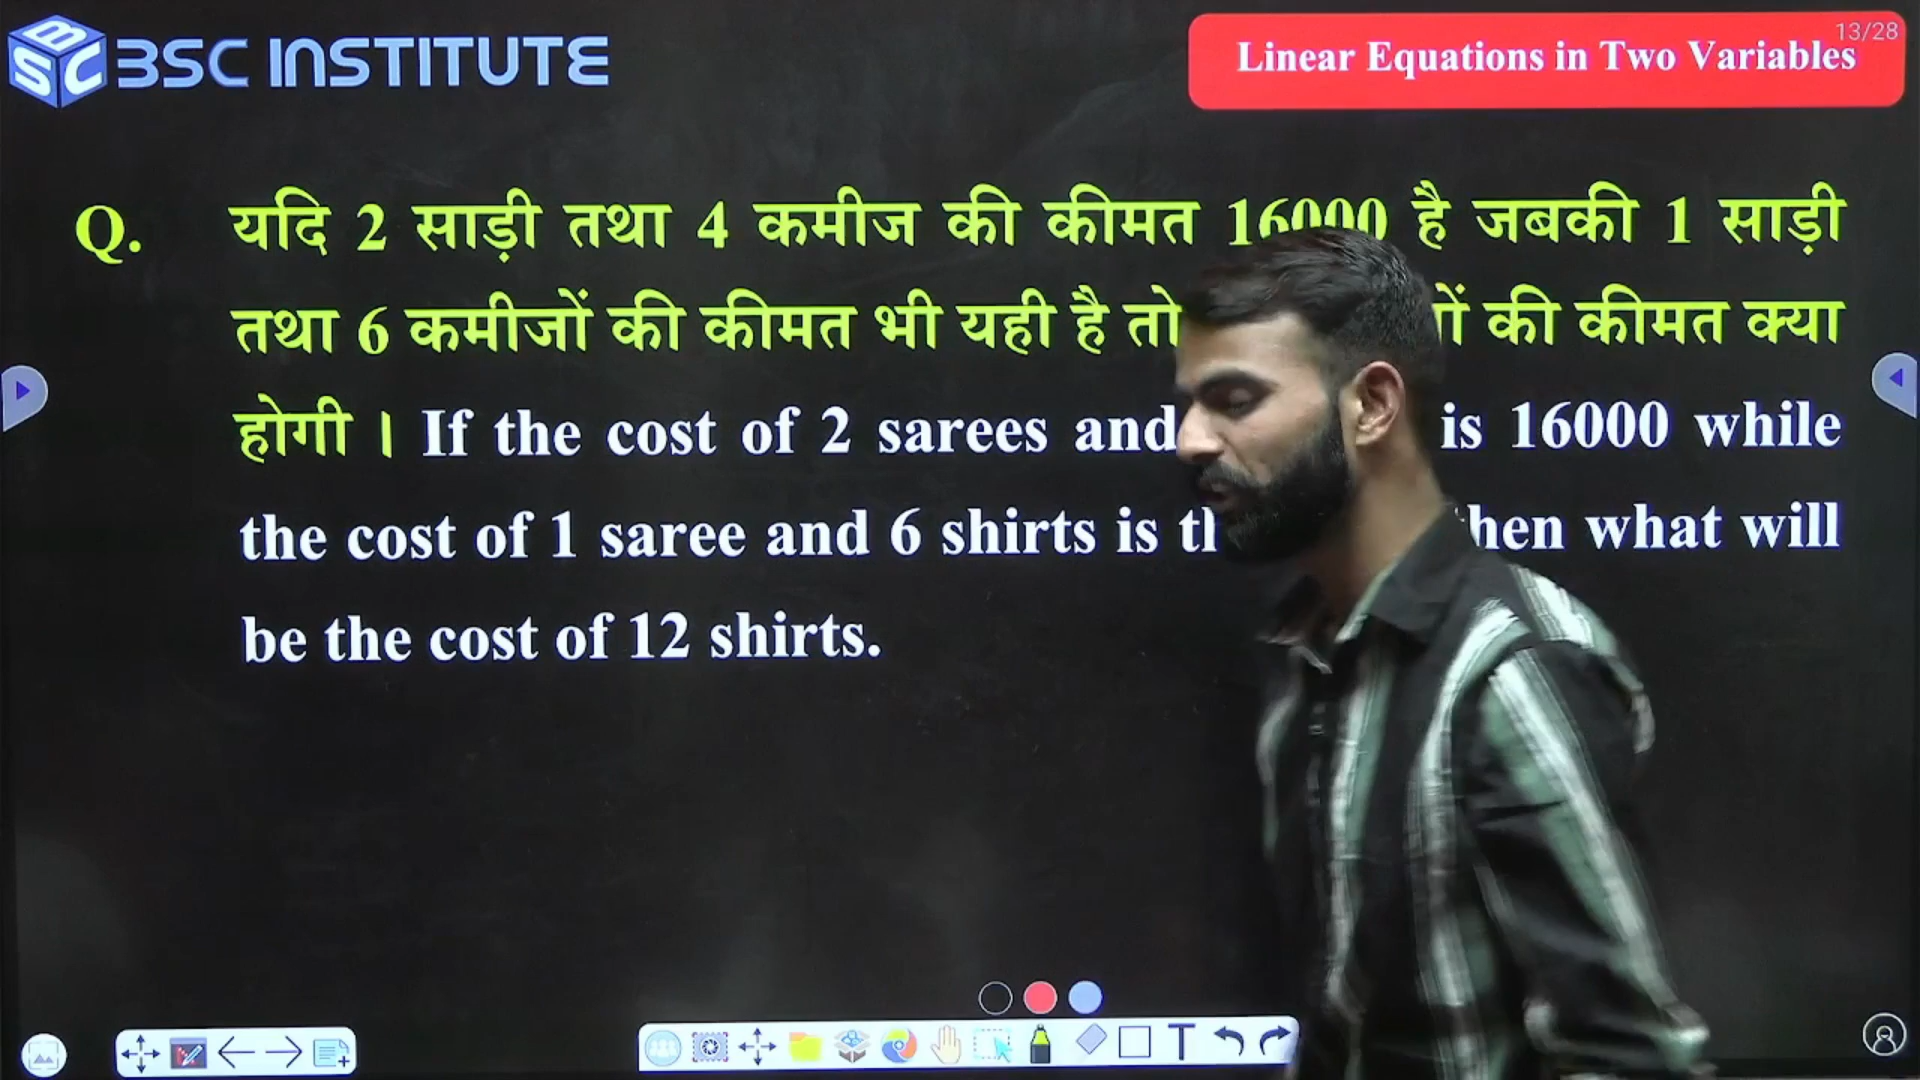 BSC INSTITUTE
Linear Equations in Two Variables
13/28
Q. यदि 2 साड़ी तथा 4 कमीज की कीमत 16000 है जबकी 1 साड़ी
तथा 6 कमीजों की कीमत भी यही है तो की कीमत क्या
होगी । If the cost of 2 sarees and is 16000 while
the cost of 1 saree and 6 shirts is what will
be the cost of 12 shirts.